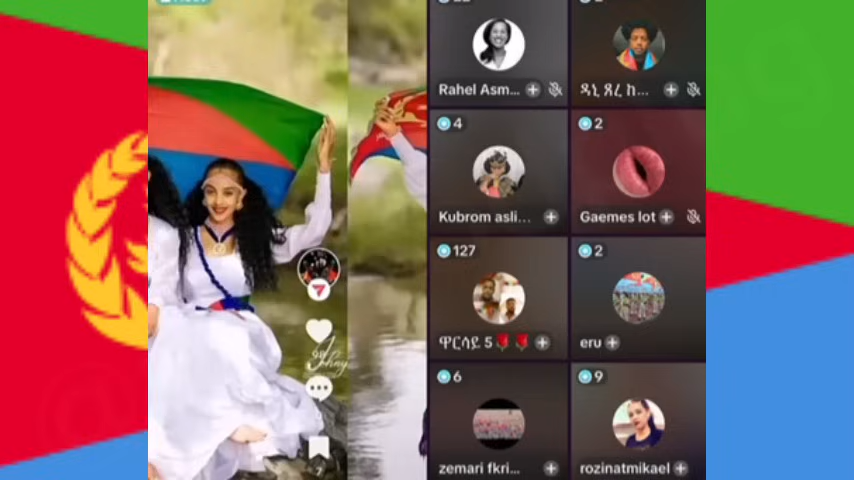 Rahel Asm...
ዳኒ ጸረ ከ...
4
2
Kubrom asli...
Gaemes lot
127
2
ዋርሳይ 5🌹🌹
eru
6
9
zemari fkri...
rozinatmikael